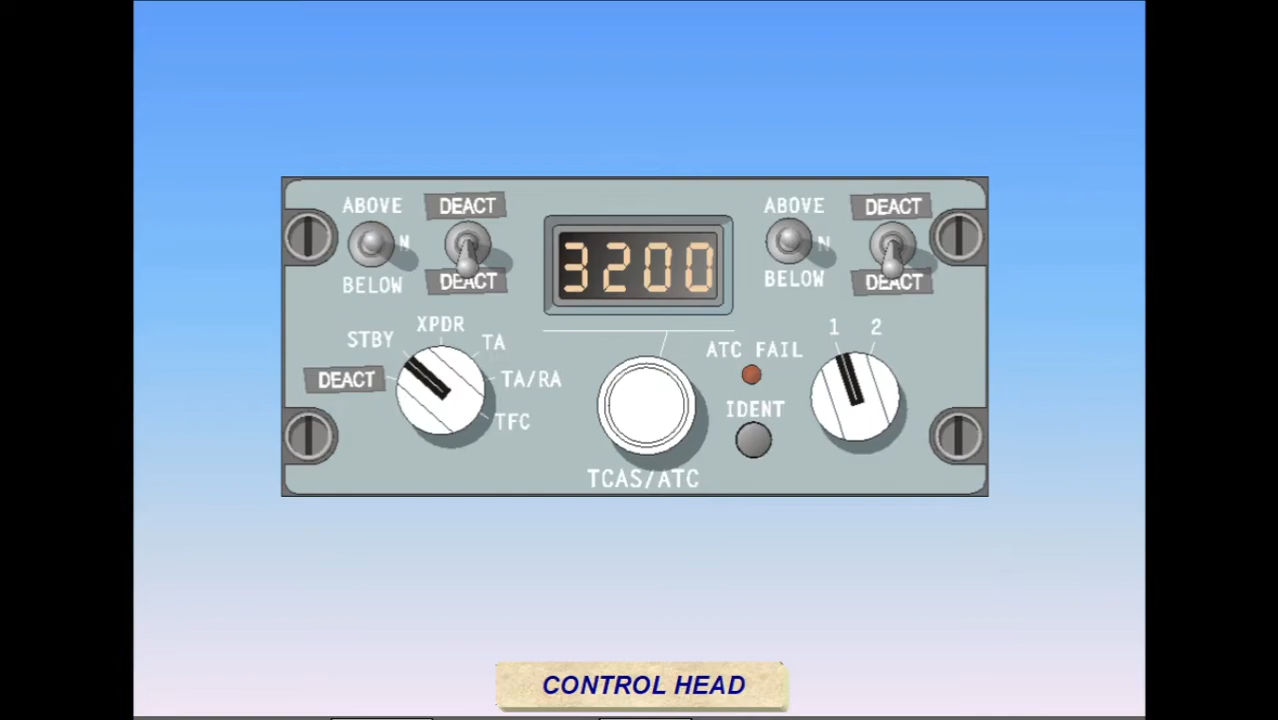 ABOVE DEACT ABOVE DEACT
N 3200 N
BELOW DEACT BELOW DEACT
XPDR 1 2
STBY TA ATC FAIL
DEACT TA/RA
IDENT
TFC
TCAS/ATC
CONTROL HEAD